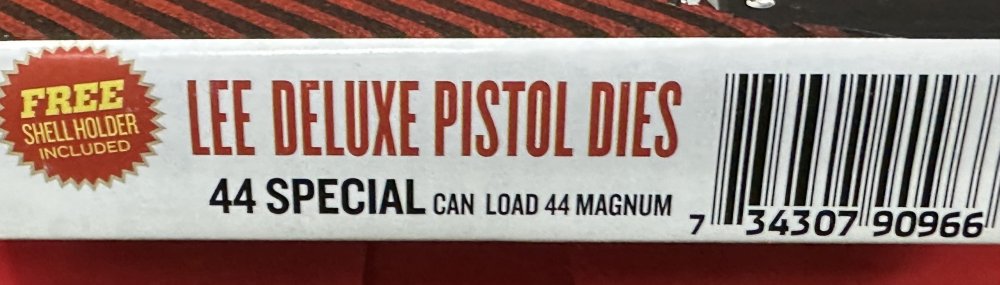 FREE
SHELL HOLDER
INCLUDED
LEE DELUXE PISTOL DIES
44 SPECIAL CAN LOAD 44 MAGNUM
7 34307 90966